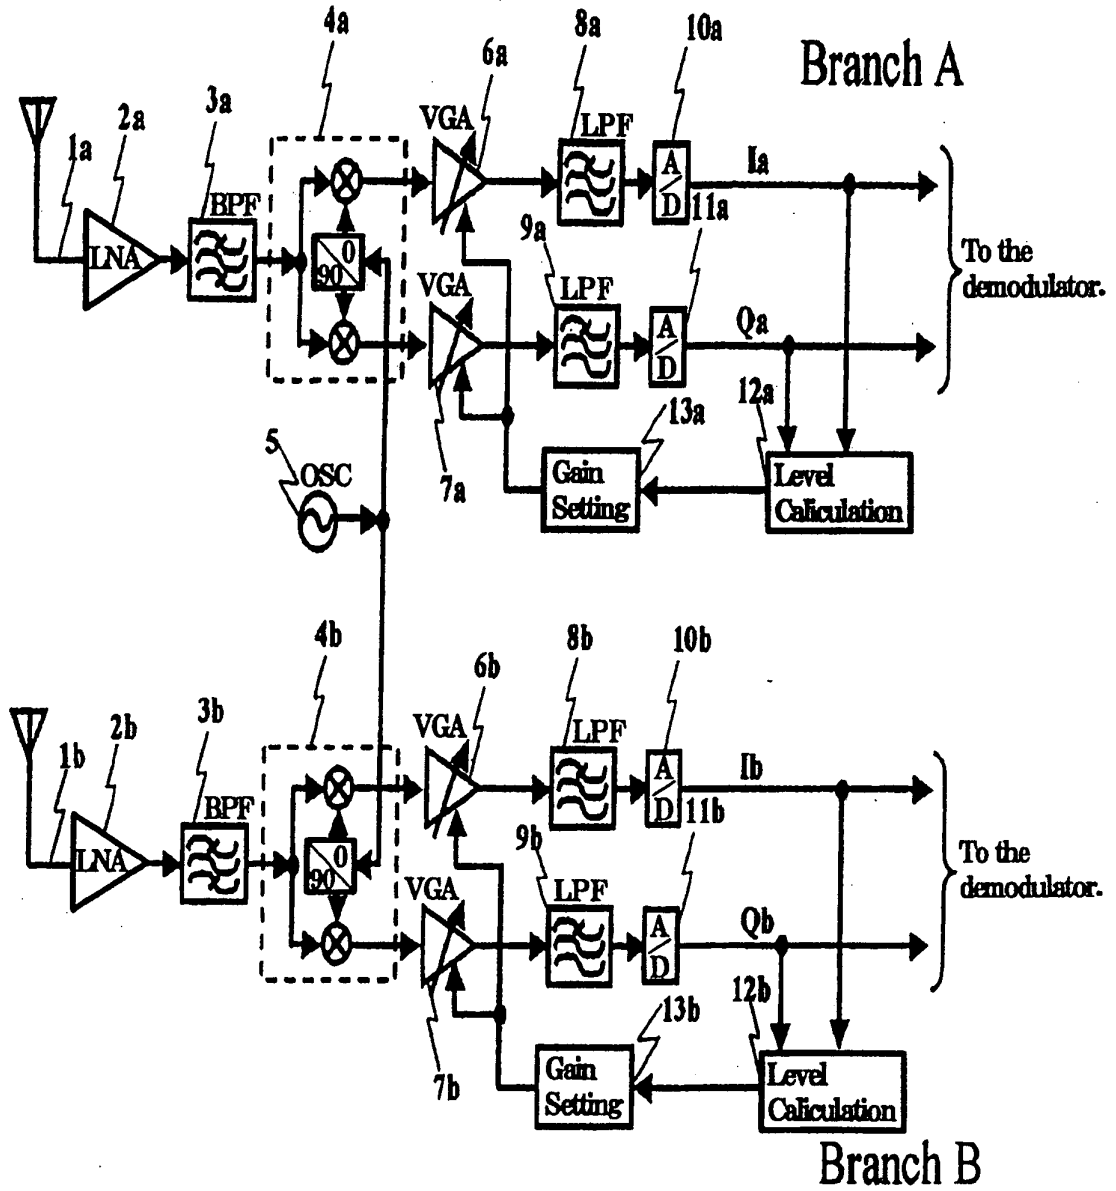 4a
6a
8a
10a
Branch A
3a
2a
1a
VGA
LPF
A
D
Ia
11a
BPF
LNA
0
90
9a
VGA
LPF
A
D
Qa
To the
demodulator.
12a
13a
7a
5
OSC
Gain
Setting
Level
Caliculation
4b
6b
8b
10b
3b
2b
1b
VGA
LPF
A
D
Ib
11b
BPF
LNA
0
90
9b
VGA
LPF
A
D
Qb
To the
demodulator.
12b
13b
7b
Gain
Setting
Level
Caliculation
Branch B